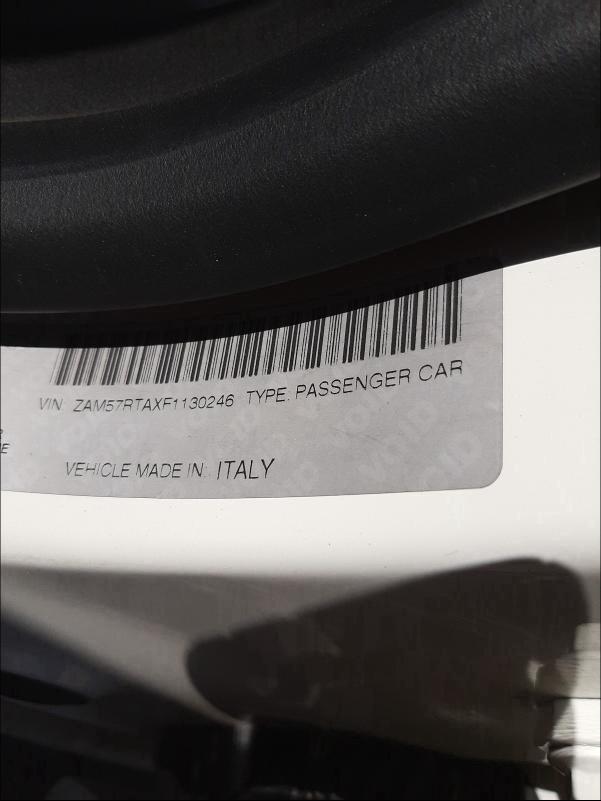 VIN: ZAM57RTAXF1130246 TYPE: PASSENGER CAR
VEHICLE MADE IN: ITALY